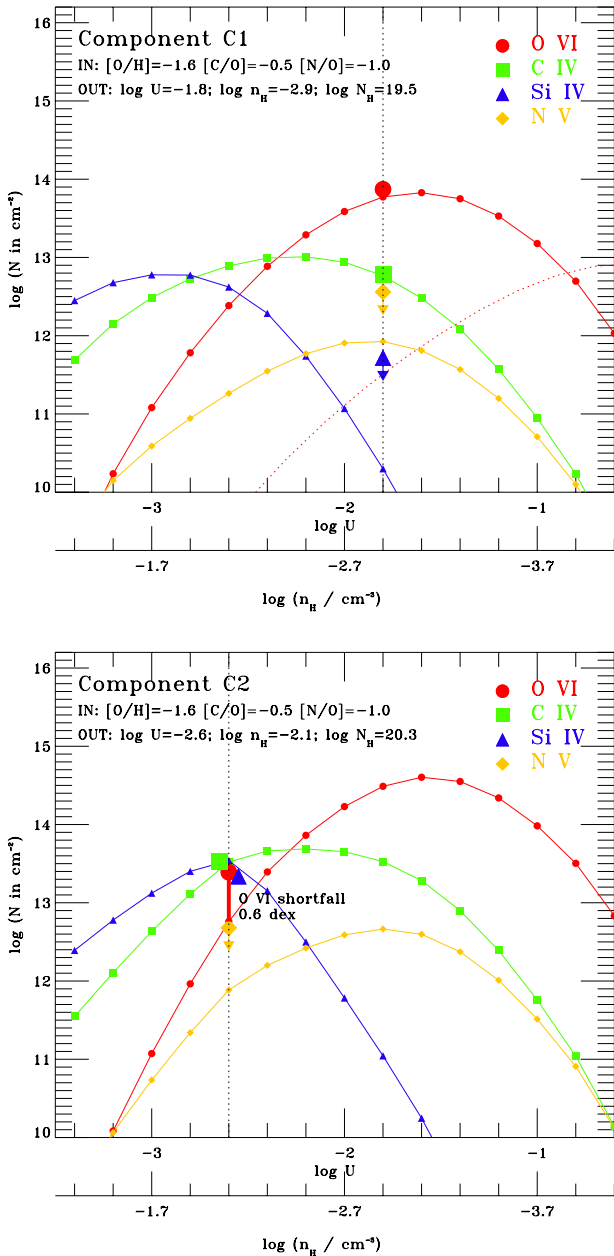 Component C1
IN: [O/H]=−1.6 [C/O]=−0.5 [N/O]=−1.0
OUT: log U=−1.8; log n_H=−2.9; log N_H=19.5
O VI
C IV
Si IV
N V
16
15
14
13
12
11
10
log (N in cm⁻²)
−3
−2
−1
log U
−1.7
−2.7
−3.7
log (n_H / cm⁻³)
Component C2
IN: [O/H]=−1.6 [C/O]=−0.5 [N/O]=−1.0
OUT: log U=−2.6; log n_H=−2.1; log N_H=20.3
O VI
C IV
Si IV
N V
O VI shortfall
0.6 dex
16
15
14
13
12
11
10
log (N in cm⁻²)
−3
−2
−1
log U
−1.7
−2.7
−3.7
log (n_H / cm⁻³)